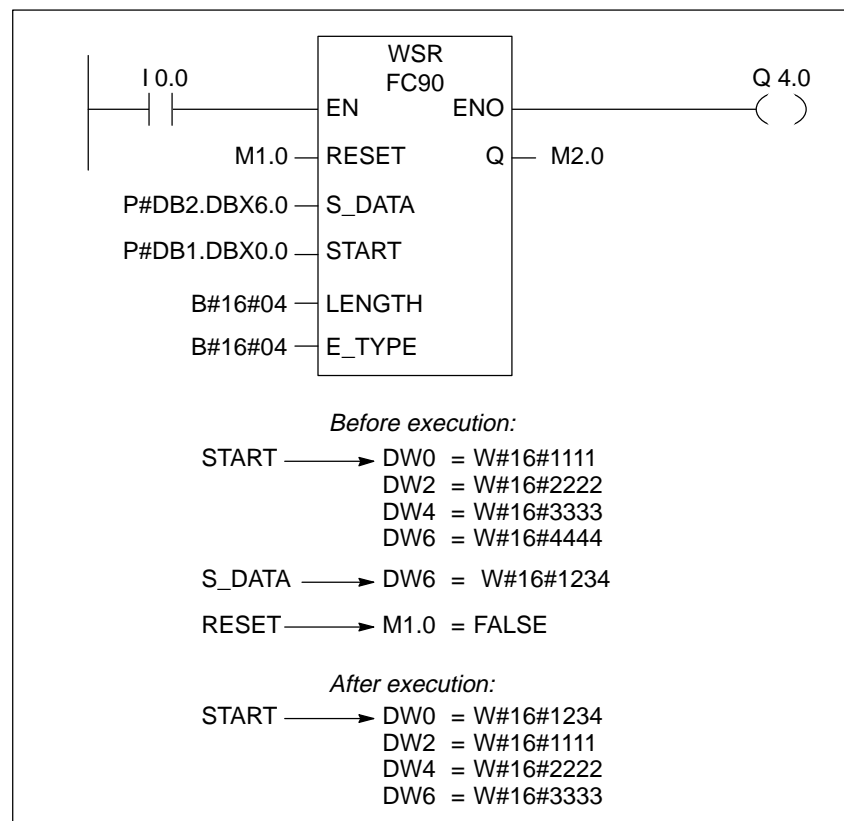 WSR
FC90
I 0.0
Q 4.0
EN ENO
M1.0 RESET Q M2.0
P#DB2.DBX6.0 S_DATA
P#DB1.DBX0.0 START
B#16#04 LENGTH
B#16#04 E_TYPE
Before execution:
START DW0 = W#16#1111
DW2 = W#16#2222
DW4 = W#16#3333
DW6 = W#16#4444
S_DATA DW6 = W#16#1234
RESET M1.0 = FALSE
After execution:
START DW0 = W#16#1234
DW2 = W#16#1111
DW4 = W#16#2222
DW6 = W#16#3333